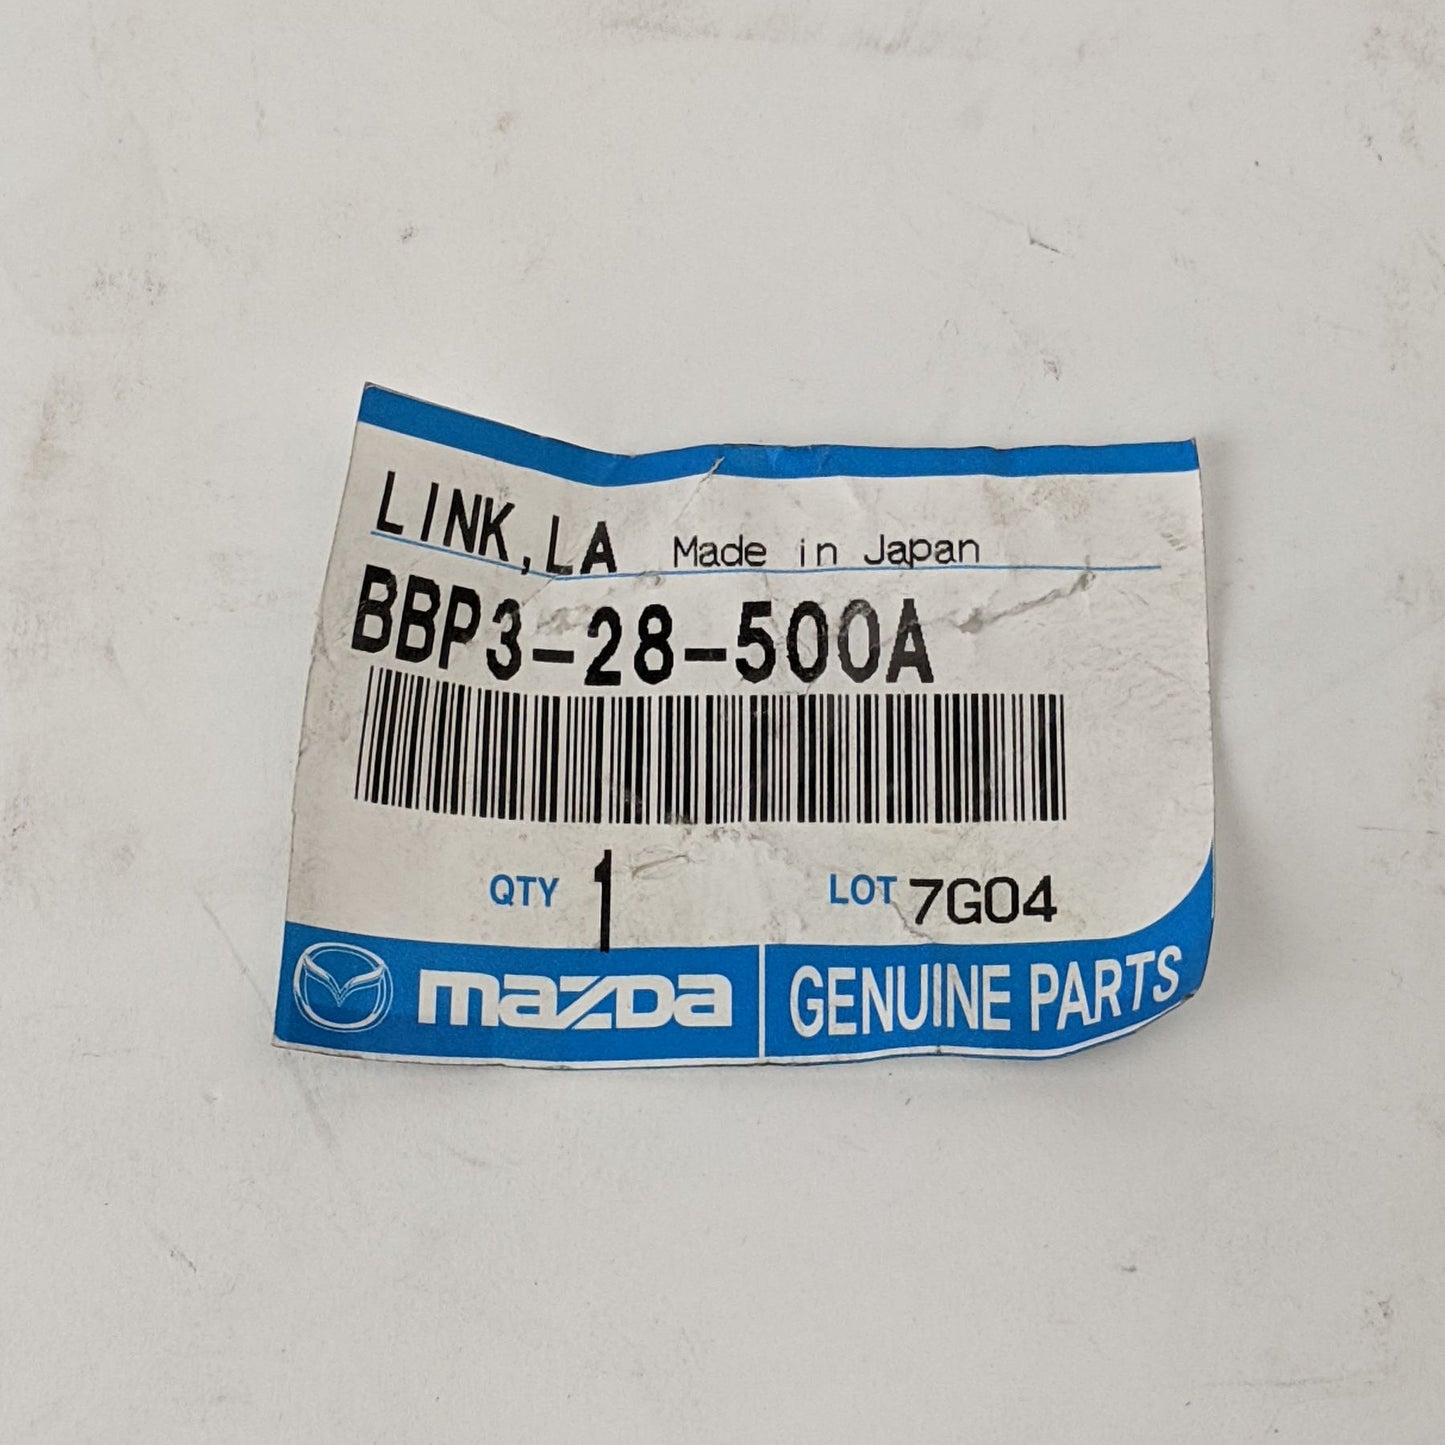 LINK,LA Made in Japan
BBP3-28-500A
QTY 1 LOT 7G04
mazda GENUINE PARTS